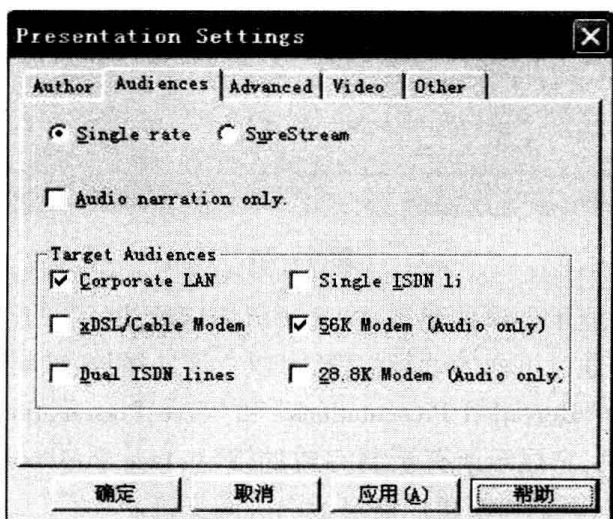 Presentation Settings
Author Audiences Advanced Video Other
Single rate SureStream
Audio narration only.
Target Audiences
Corporate LAN Single ISDN li
xDSL/Cable Modem 56K Modem (Audio only)
Dual ISDN lines 28.8K Modem (Audio only)
确定 取消 应用(A) 帮助